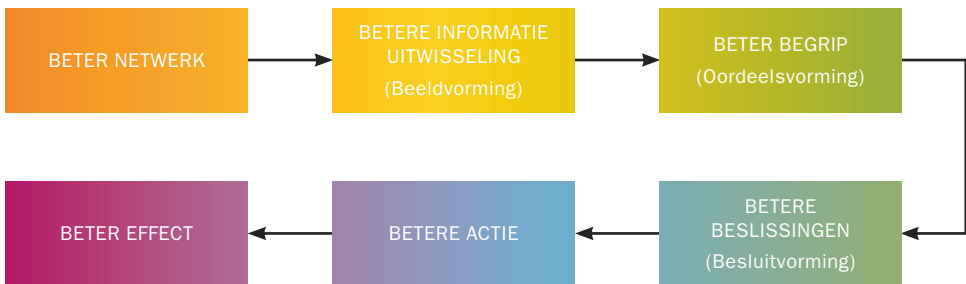 BETER NETWERK
BETERE INFORMATIE
UITWISSELING
(Beeldvorming)
BETER BEGRIP
(Oordeelsvorming)
BETERE
BESLISSINGEN
(Besluitvorming)
BETERE ACTIE
BETER EFFECT